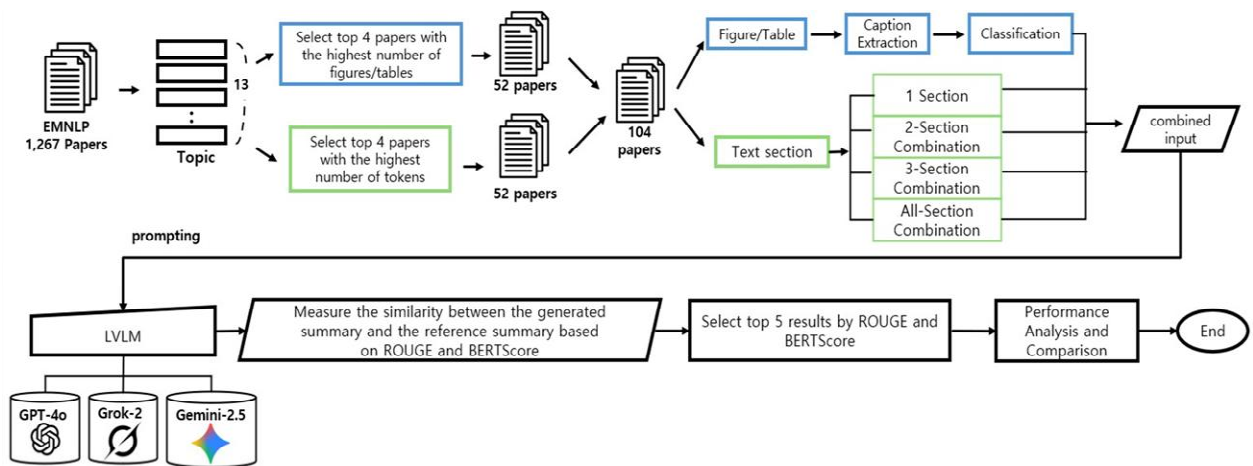 EMNLP
1,267 Papers
13
⋮
Topic
Select top 4 papers with
the highest number of
figures/tables
52 papers
Select top 4 papers
with the highest
number of tokens
52 papers
104
papers
Figure/Table
Caption
Extraction
Classification
Text section
1 Section
2-Section
Combination
3-Section
Combination
All-Section
Combination
combined
input
prompting
LVLM
GPT-4o
Grok-2
Gemini-2.5
Measure the similarity between the generated
summary and the reference summary based
on ROUGE and BERTScore
Select top 5 results by ROUGE and
BERTScore
Performance
Analysis and
Comparison
End